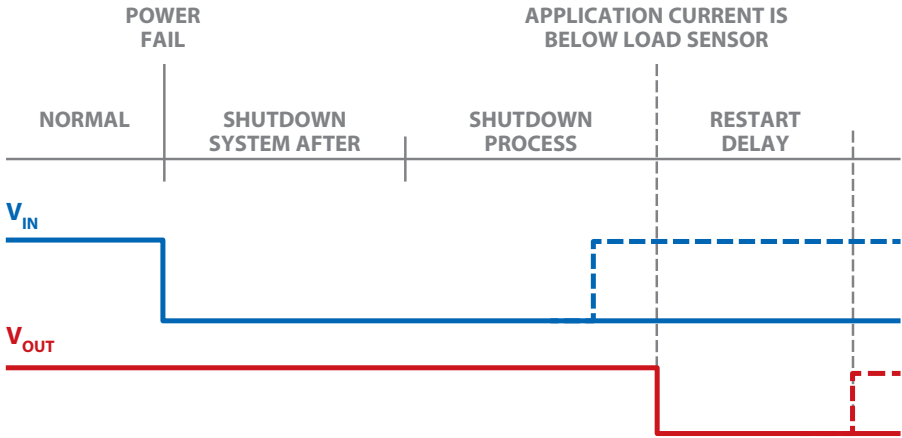 POWER
FAIL
APPLICATION CURRENT IS
BELOW LOAD SENSOR
NORMAL
SHUTDOWN
SYSTEM AFTER
SHUTDOWN
PROCESS
RESTART
DELAY
VIN
VOUT